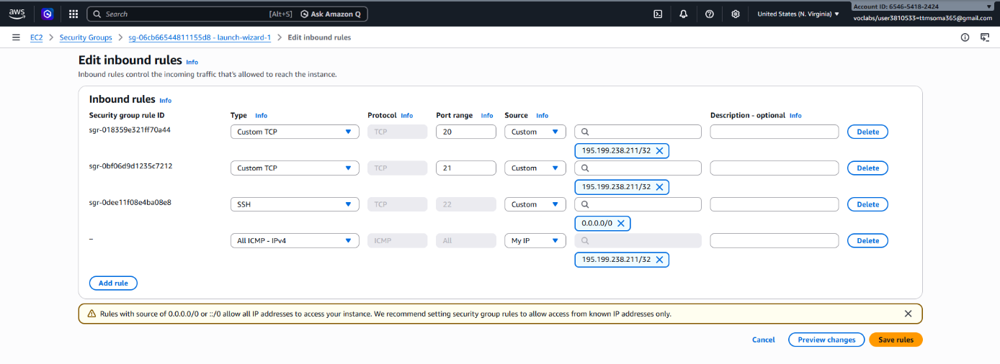 aws Search [Alt+S] Ask Amazon Q United States (N. Virginia) Account ID: 6546-5418-2424
voclabs/user3810533=ttmsoma365@gmail.com
EC2 > Security Groups > sg-06cb66544811155d8 - launch-wizard-1 > Edit inbound rules
Edit inbound rules Info
Inbound rules control the incoming traffic that's allowed to reach the instance.
Inbound rules Info
Security group rule ID Type Info Protocol Info Port range Info Source Info Description - optional Info
sgr-018359e321ff70a44 Custom TCP TCP 20 Custom Delete
195.199.238.211/32
sgr-0bf06d9d1235c7212 Custom TCP TCP 21 Custom Delete
195.199.238.211/32
sgr-0dee11f08e4ba08e8 SSH TCP 22 Custom Delete
0.0.0.0/0
– All ICMP - IPv4 ICMP All My IP Delete
195.199.238.211/32
Add rule
Rules with source of 0.0.0.0/0 or ::/0 allow all IP addresses to access your instance. We recommend setting security group rules to allow access from known IP addresses only.
Cancel Preview changes Save rules